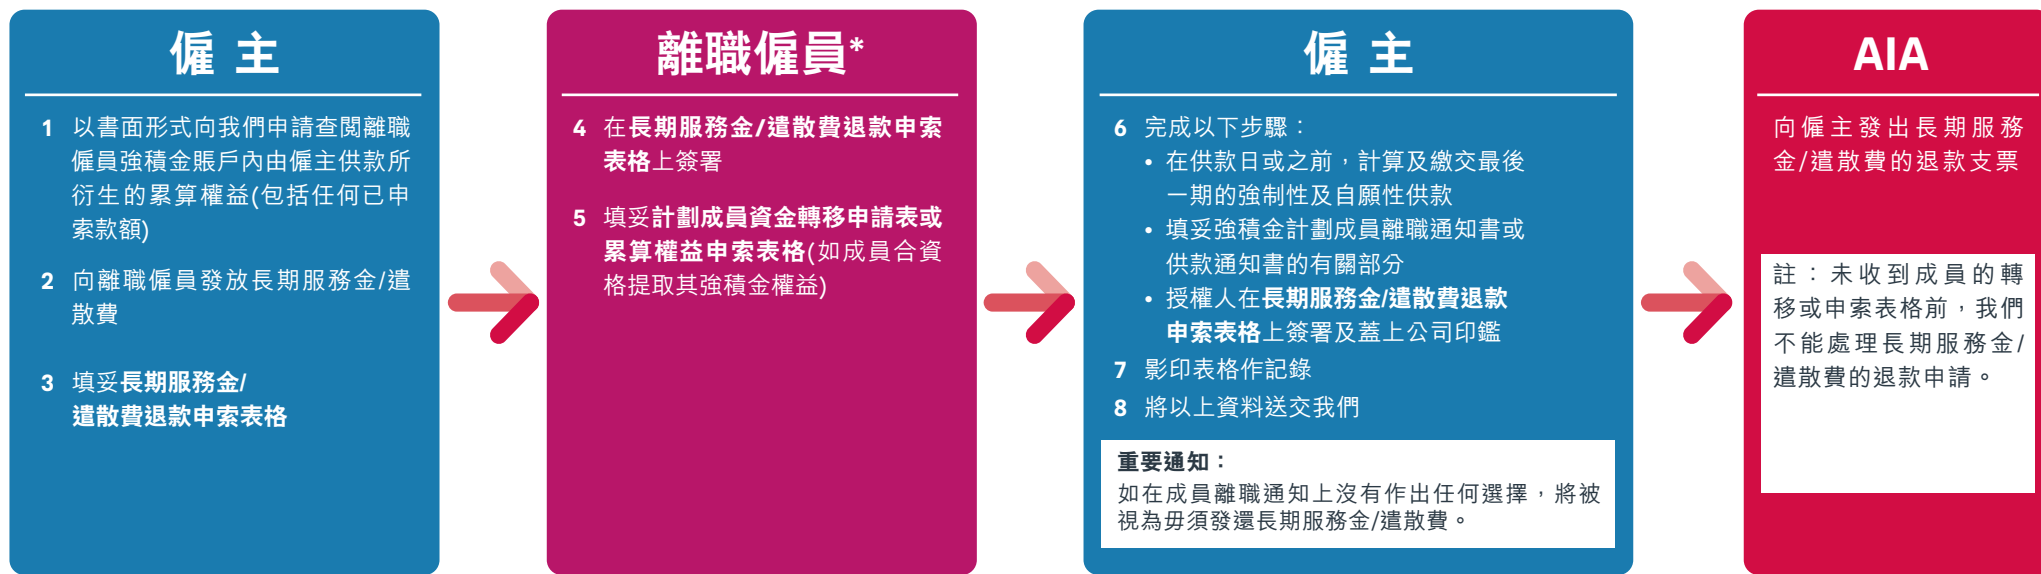 僱 主
1 以書面形式向我們申請查閱離職
僱員強積金賬戶內由僱主供款所
衍生的累算權益(包括任何已申
索款額)
2 向離職僱員發放長期服務金/遣
散費
3 填妥長期服務金/
遣散費退款申索表格
離職僱員*
4 在長期服務金/遣散費退款申索
表格上簽署
5 填妥計劃成員資金轉移申請表或
累算權益申索表格(如成員合資
格提取其強積金權益)
僱 主
6 完成以下步驟：
• 在供款日或之前，計算及繳交最後
一期的強制性及自願性供款
• 填妥強積金計劃成員離職通知書或
供款通知書的有關部分
• 授權人在長期服務金/遣散費退款
申索表格上簽署及蓋上公司印鑑
7 影印表格作記錄
8 將以上資料送交我們
重要通知：
如在成員離職通知上沒有作出任何選擇，將被
視為毋須發還長期服務金/遣散費。
AIA
向僱主發出長期服務
金/遣散費的退款支票
註：未收到成員的轉
移或申索表格前，我們
不能處理長期服務金/
遣散費的退款申請。